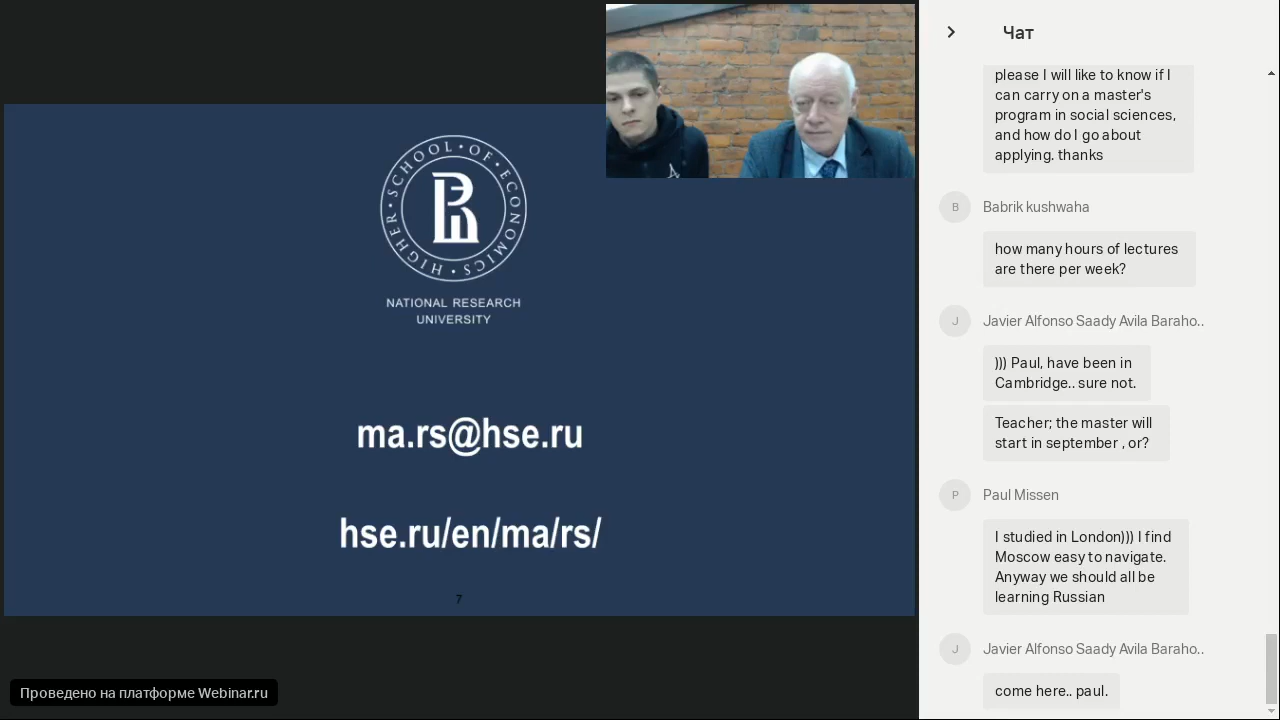 HIGHER • SCHOOL • OF • ECONOMICS •
NATIONAL RESEARCH
UNIVERSITY
ma.rs@hse.ru
hse.ru/en/ma/rs/
7
Проведено на платформе Webinar.ru
Чат
please I will like to know if I
can carry on a master's
program in social sciences,
and how do I go about
applying. thanks
B
Babrik kushwaha
how many hours of lectures
are there per week?
J
Javier Alfonso Saady Avila Baraho..
))) Paul, have been in
Cambridge.. sure not.
Teacher; the master will
start in september , or?
P
Paul Missen
I studied in London))) I find
Moscow easy to navigate.
Anyway we should all be
learning Russian
J
Javier Alfonso Saady Avila Baraho..
come here.. paul.